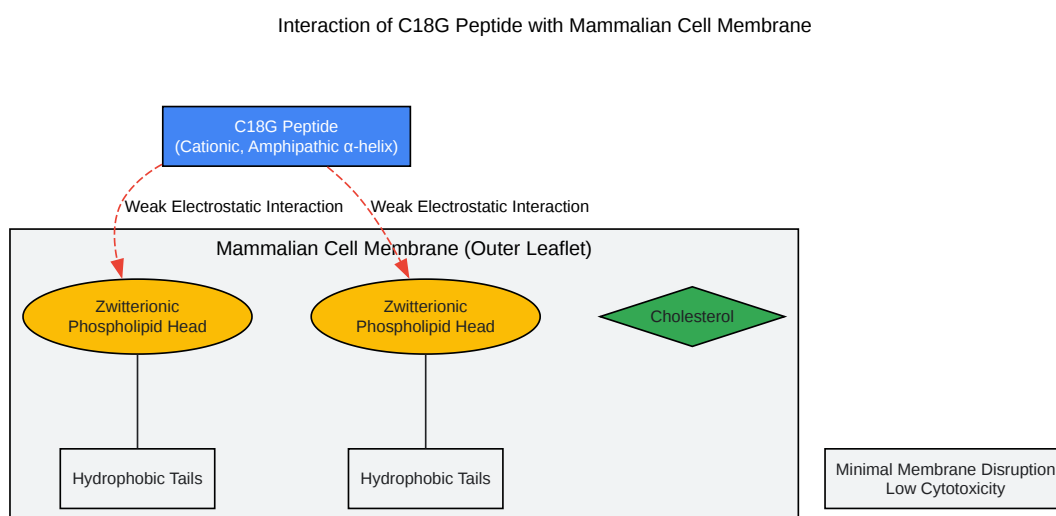 Interaction of C18G Peptide with Mammalian Cell Membrane
C18G Peptide
(Cationic, Amphipathic α-helix)
Weak Electrostatic Interaction
Weak Electrostatic Interaction
Mammalian Cell Membrane (Outer Leaflet)
Zwitterionic
Phospholipid Head
Zwitterionic
Phospholipid Head
Cholesterol
Hydrophobic Tails
Hydrophobic Tails
Minimal Membrane Disruption
Low Cytotoxicity